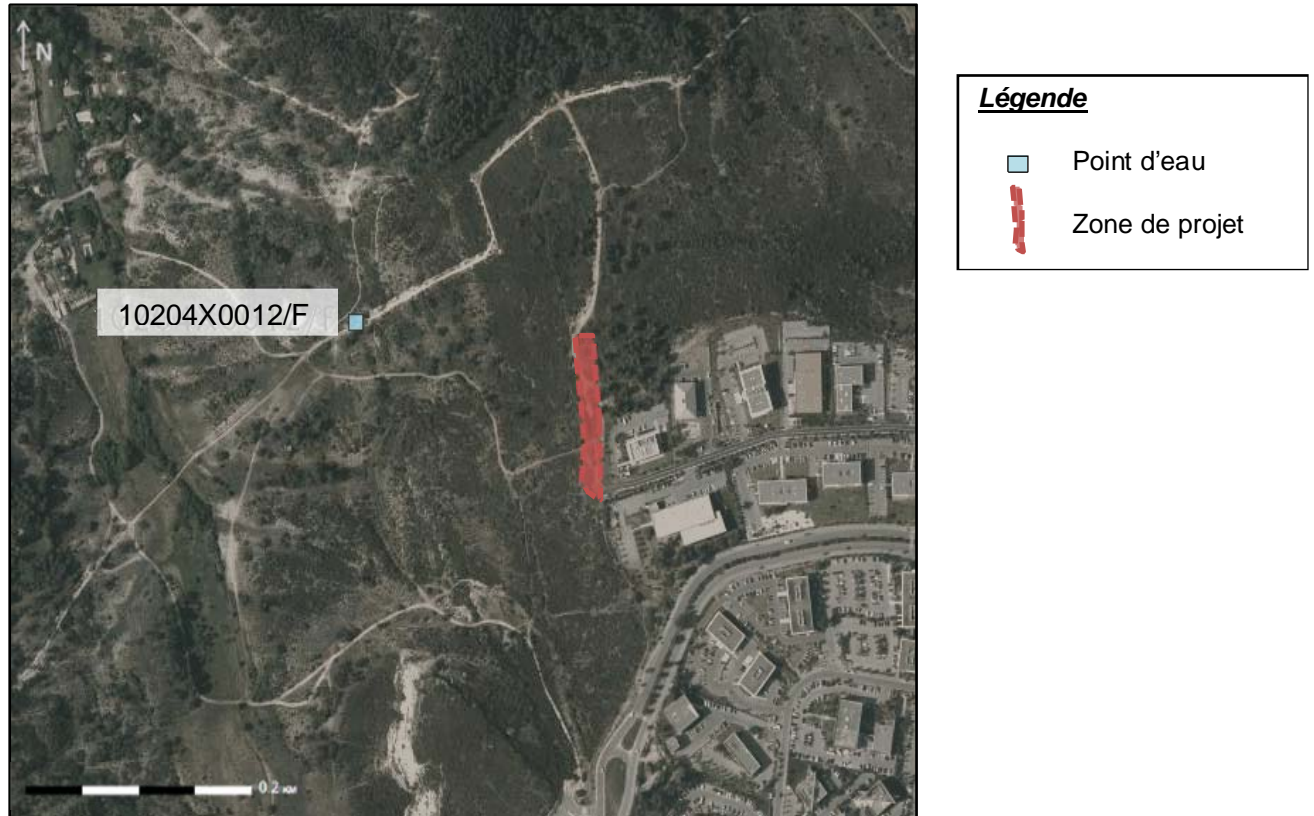 N
Légende
Point d'eau
Zone de projet
10204X0012/F
0.2 KM